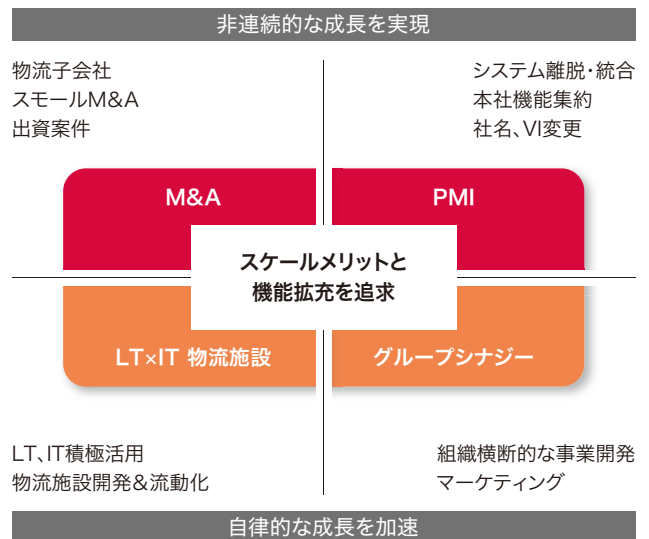 非連続的な成長を実現
物流子会社
スモールM&A
出資案件
システム離脱・統合
本社機能集約
社名、VI変更
M&A
PMI
スケールメリットと
機能拡充を追求
LT×IT 物流施設
グループシナジー
LT、IT積極活用
物流施設開発&流動化
組織横断的な事業開発
マーケティング
自律的な成長を加速